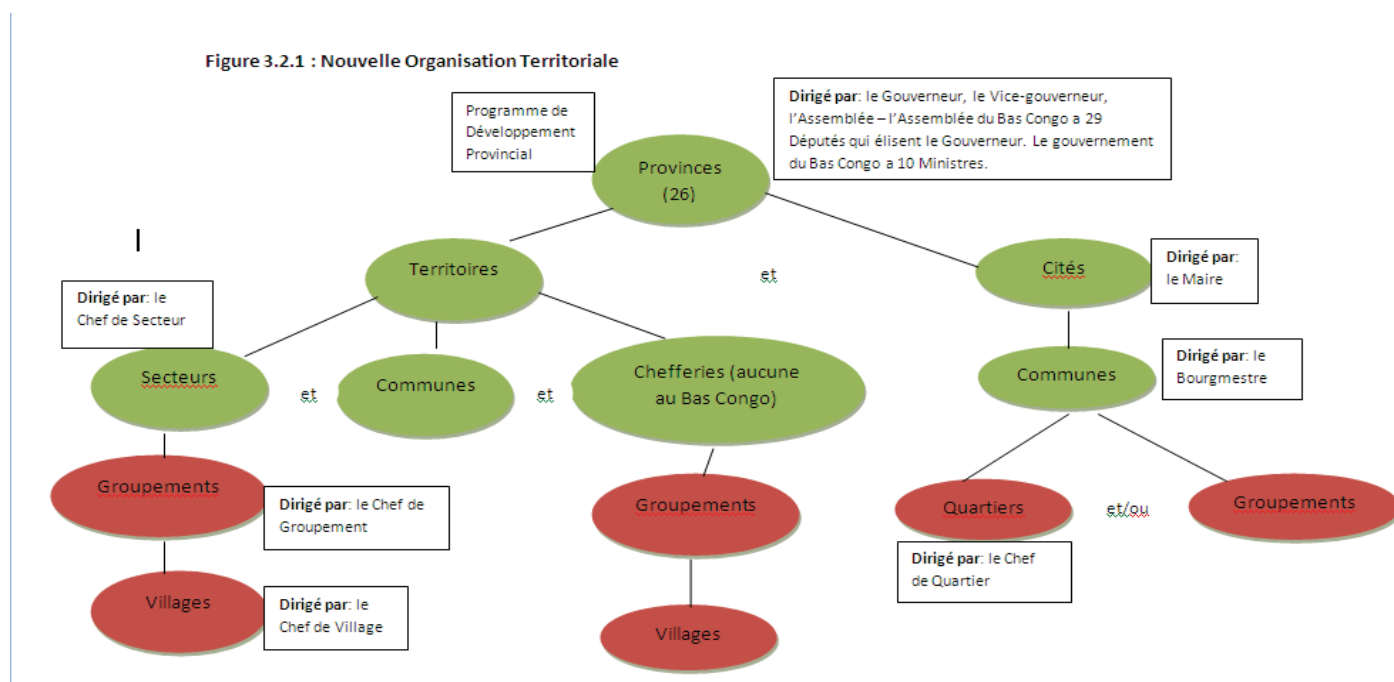 Figure 3.2.1 : Nouvelle Organisation Territoriale
Programme de
Développement
Provincial
Dirigé par: le Gouverneur, le Vice-gouverneur,
l'Assemblée – l'Assemblée du Bas Congo a 29
Députés qui élisent le Gouverneur. Le gouvernement
du Bas Congo a 10 Ministres.
Provinces
(26)
Territoires
et
Cités
Dirigé par:
le Maire
Dirigé par: le
Chef de Secteur
Secteurs
et
Communes
et
Chefferies (aucune
au Bas Congo)
Communes
Dirigé par: le
Bourgmestre
Groupements
Dirigé par: le Chef de
Groupement
Groupements
Quartiers
et/ou
Groupements
Dirigé par: le Chef
de Quartier
Villages
Dirigé par: le
Chef de Village
Villages